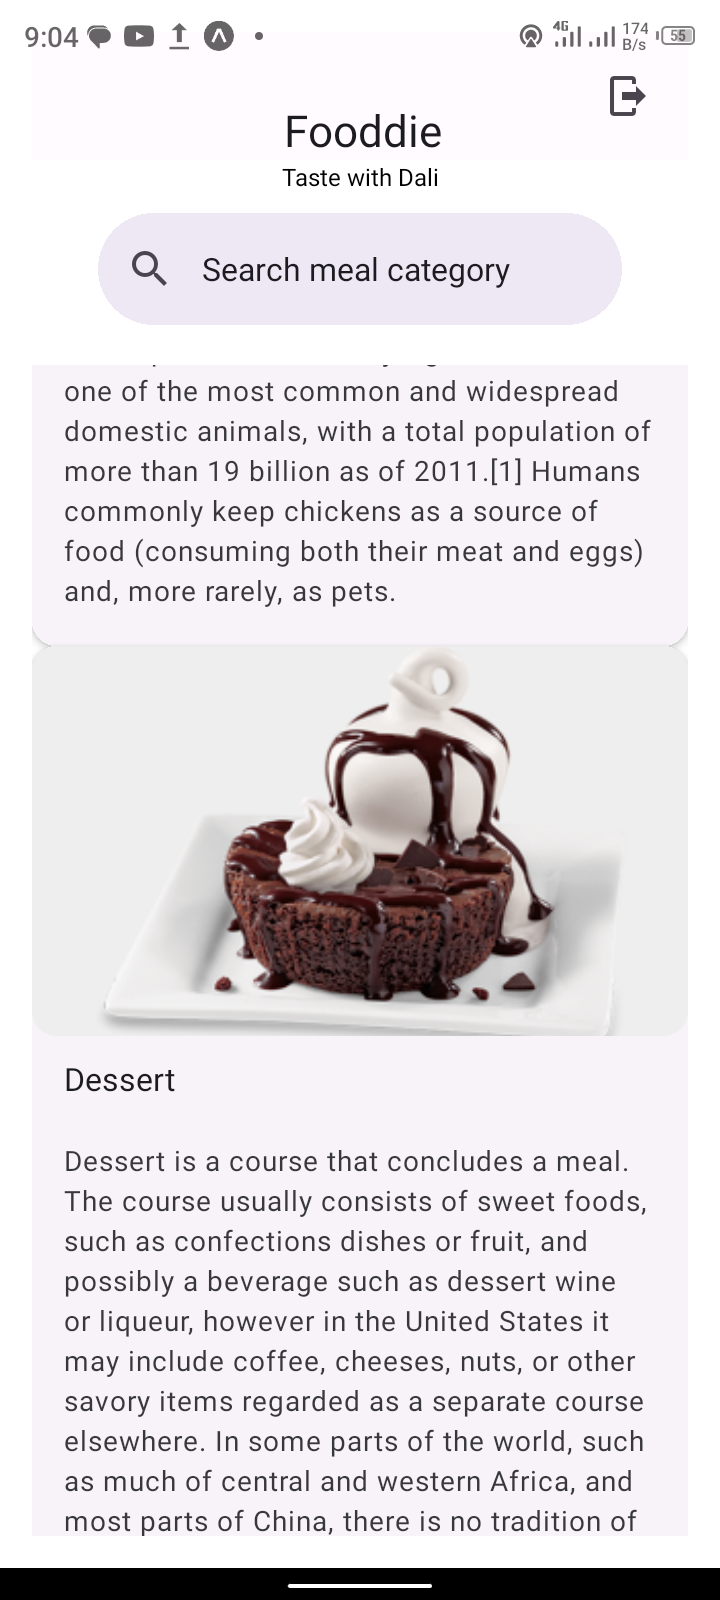 9:04
4G
174
B/s
55
Fooddie
Taste with Dali
Search meal category
one of the most common and widespread
domestic animals, with a total population of
more than 19 billion as of 2011.[1] Humans
commonly keep chickens as a source of
food (consuming both their meat and eggs)
and, more rarely, as pets.
Dessert
Dessert is a course that concludes a meal.
The course usually consists of sweet foods,
such as confections dishes or fruit, and
possibly a beverage such as dessert wine
or liqueur, however in the United States it
may include coffee, cheeses, nuts, or other
savory items regarded as a separate course
elsewhere. In some parts of the world, such
as much of central and western Africa, and
most parts of China, there is no tradition of